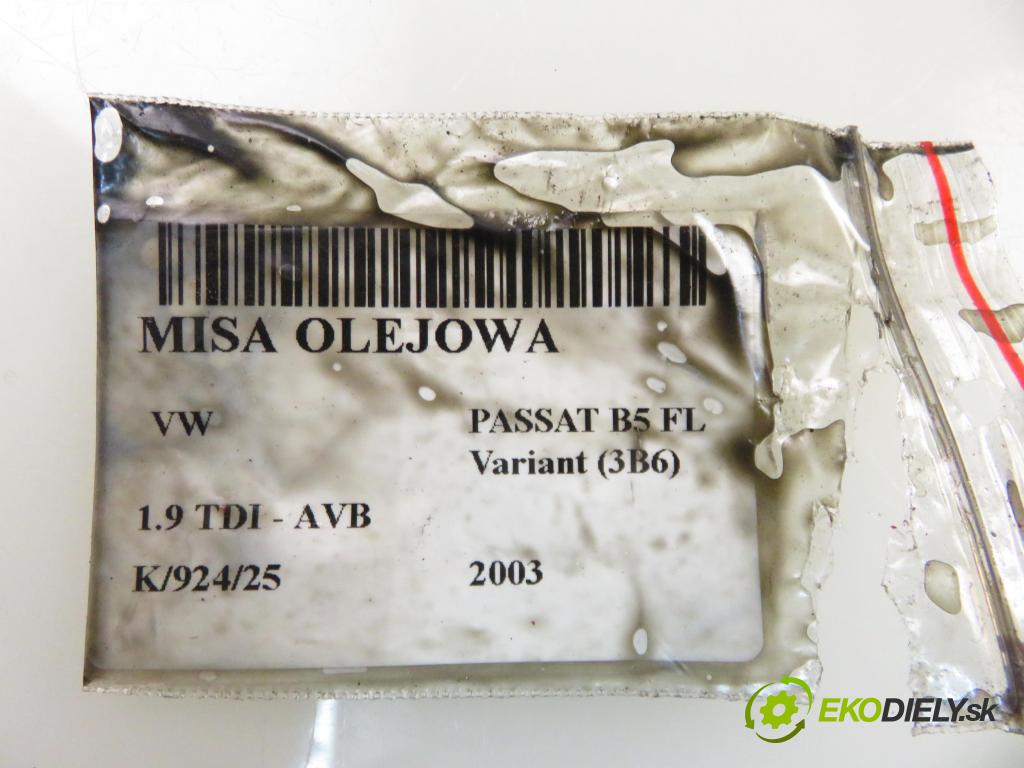 MISA OLEJOWA
VW
PASSAT B5 FL
Variant (3B6)
1.9 TDI - AVB
K/924/25
2003
EKODIELY.sk